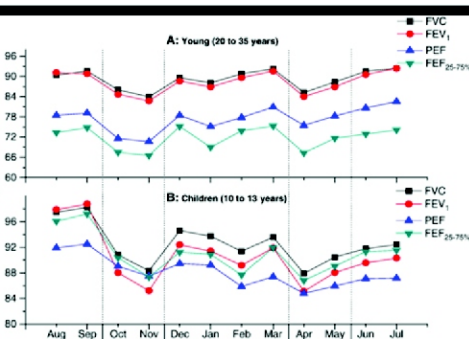 A: Young (20 to 35 years)
FVC
FEV1
PEF
FEF25-75%
96
90
84
78
72
66
60
B: Children (10 to 13 years)
FVC
FEV1
PEF
FEF25-75%
96
92
88
84
80
Aug Sep Oct Nov Dec Jan Feb Mar Apr May Jun Jul